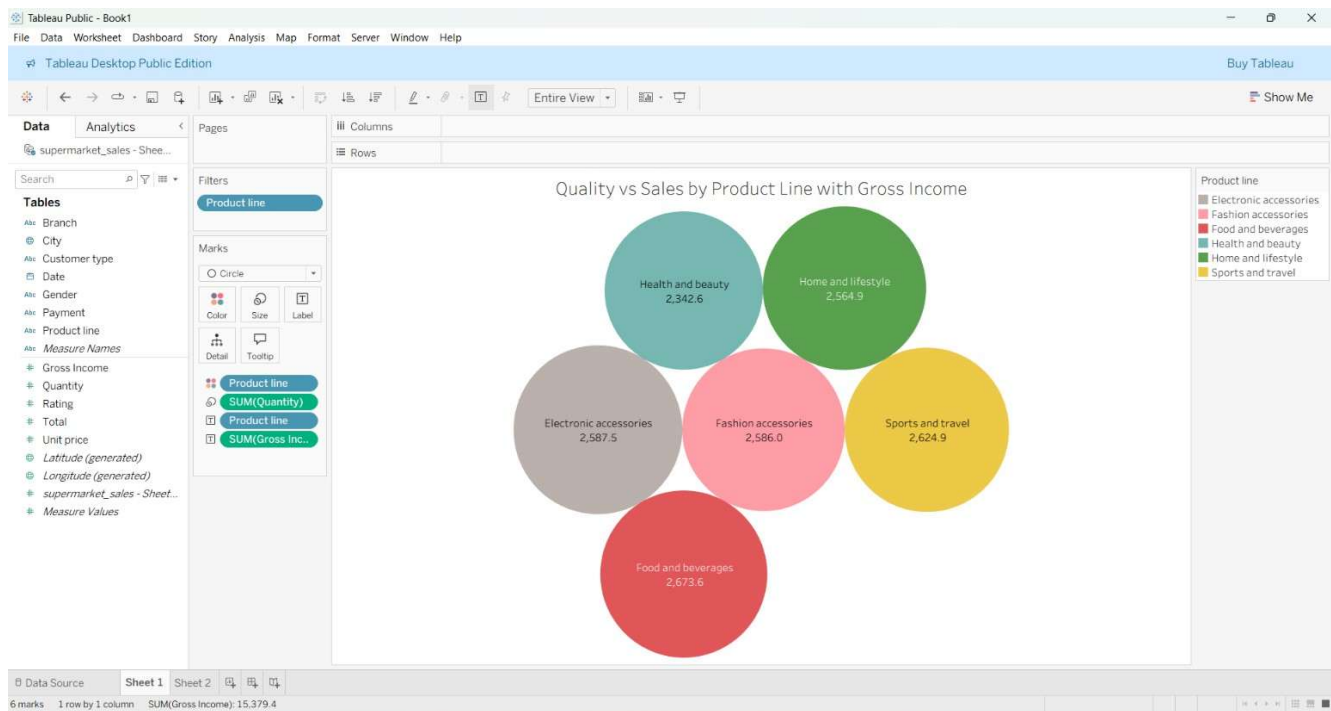 Tableau Public - Book1
File Data Worksheet Dashboard Story Analysis Map Format Server Window Help
Tableau Desktop Public Edition
Buy Tableau
Entire View
Show Me
Data Analytics
supermarket_sales - Shee...
Search
Tables
Abc Branch
City
Abc Customer type
Date
Abc Gender
Abc Payment
Abc Product line
Abc Measure Names
# Gross Income
# Quantity
# Rating
# Total
# Unit price
Latitude (generated)
Longitude (generated)
# supermarket_sales - Sheet...
# Measure Values
Pages
Filters
Product line
Marks
Circle
Color Size Label
Detail Tooltip
Product line
SUM(Quantity)
Product line
SUM(Gross Inc..
Columns
Rows
Quality vs Sales by Product Line with Gross Income
Health and beauty
2,342.6
Home and lifestyle
2,564.9
Electronic accessories
2,587.5
Fashion accessories
2,586.0
Sports and travel
2,624.9
Food and beverages
2,673.6
Product line
Electronic accessories
Fashion accessories
Food and beverages
Health and beauty
Home and lifestyle
Sports and travel
Data Source Sheet 1 Sheet 2
6 marks 1 row by 1 column SUM(Gross Income): 15,379.4